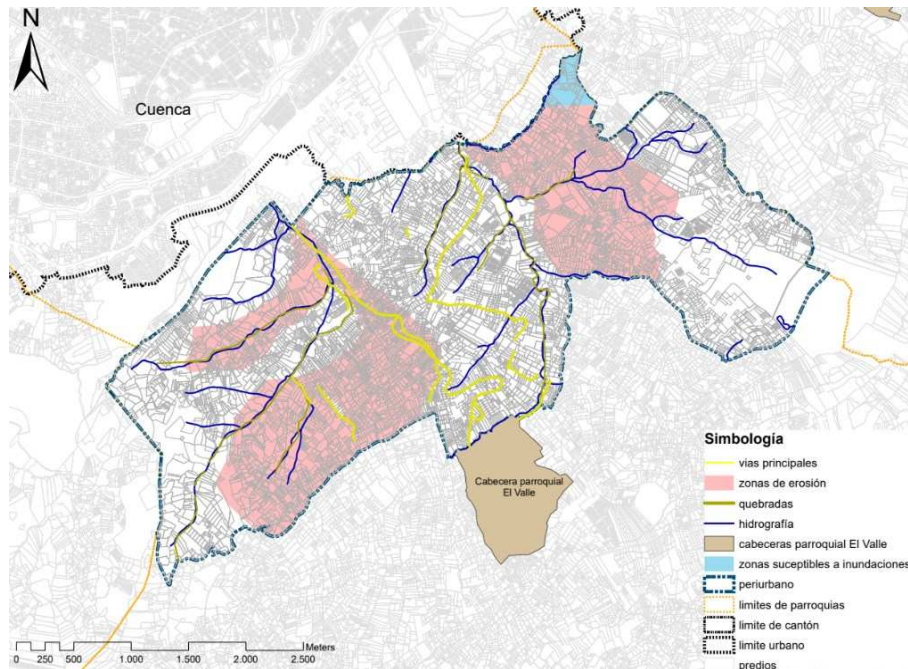 N
Cuenca
Cabecera parroquial
El Valle
Simbología
vias principales
zonas de erosión
quebradas
hidrografía
cabeceras parroquial El Valle
zonas suceptibles a inundaciones
periurbano
limites de parroquias
limite de cantón
limite urbano
predios
Meters
0 250 500 1.000 1.500 2.000 2.500